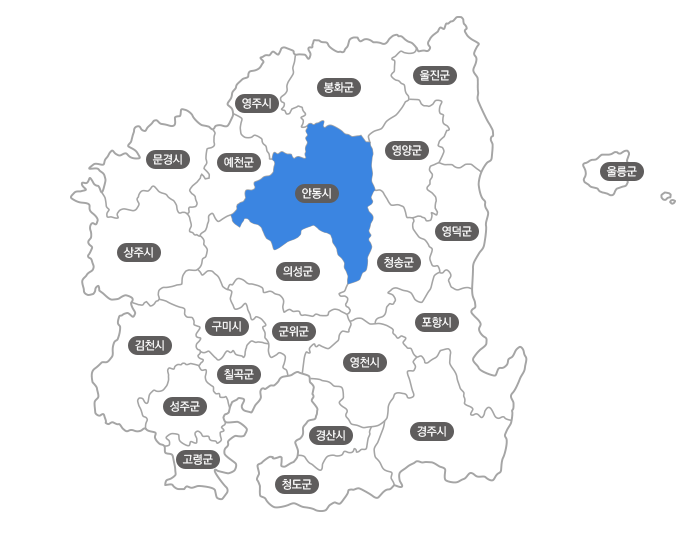 울진군
봉화군
영주시
영양군
문경시
예천군
울릉군
안동시
영덕군
상주시
청송군
의성군
포항시
구미시
군위군
김천시
영천시
칠곡군
성주군
경산시
경주시
고령군
청도군